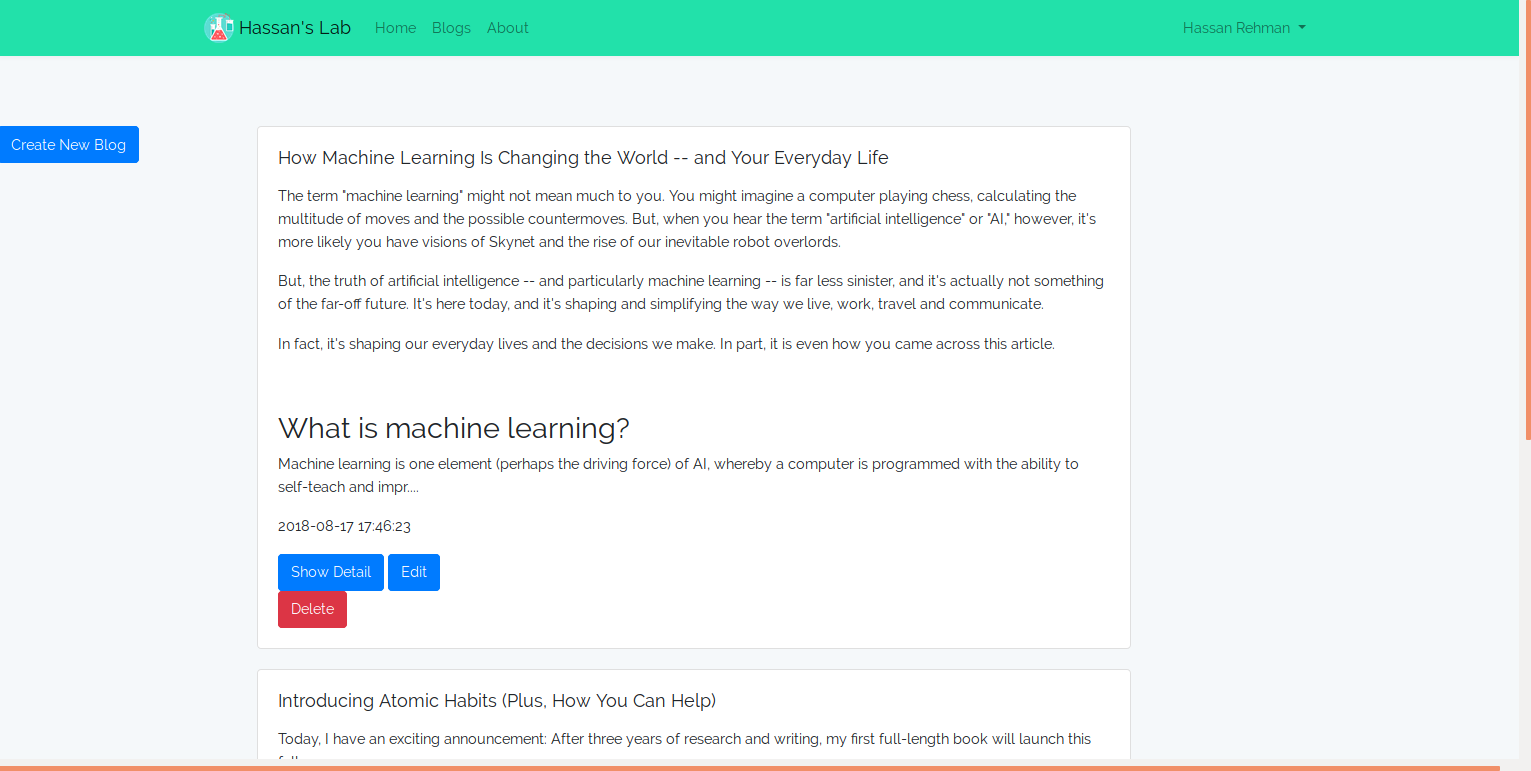 Hassan's Lab Home Blogs About Hassan Rehman
Create New Blog
How Machine Learning Is Changing the World -- and Your Everyday Life
The term "machine learning" might not mean much to you. You might imagine a computer playing chess, calculating the
multitude of moves and the possible countermoves. But, when you hear the term "artificial intelligence" or "AI," however, it's
more likely you have visions of Skynet and the rise of our inevitable robot overlords.
But, the truth of artificial intelligence -- and particularly machine learning -- is far less sinister, and it's actually not something
of the far-off future. It's here today, and it's shaping and simplifying the way we live, work, travel and communicate.
In fact, it's shaping our everyday lives and the decisions we make. In part, it is even how you came across this article.
What is machine learning?
Machine learning is one element (perhaps the driving force) of AI, whereby a computer is programmed with the ability to
self-teach and impr....
2018-08-17 17:46:23
Show Detail Edit
Delete
Introducing Atomic Habits (Plus, How You Can Help)
Today, I have an exciting announcement: After three years of research and writing, my first full-length book will launch this